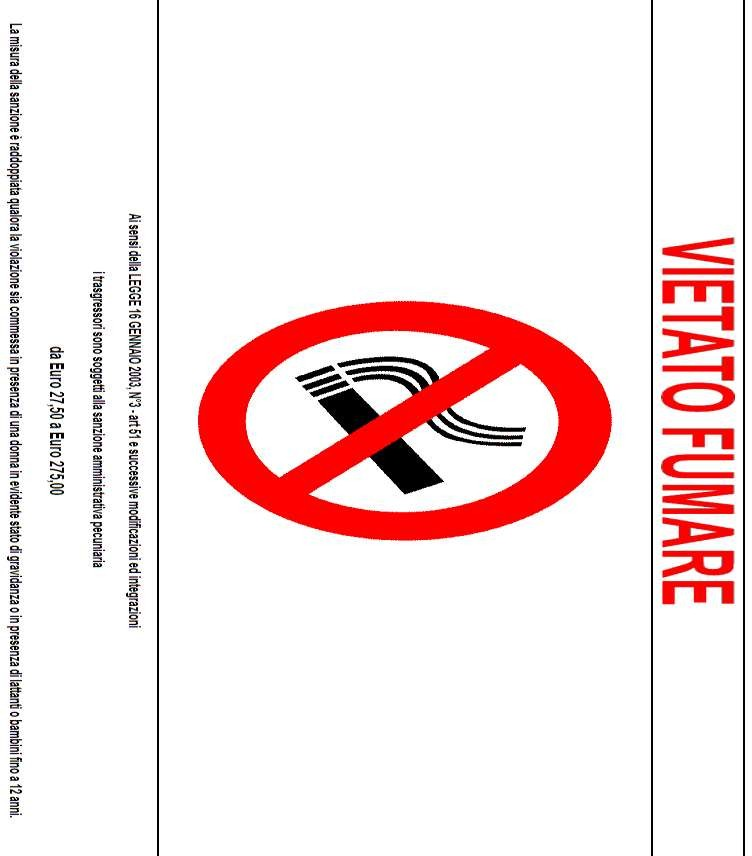 VIETATO FUMARE
Ai sensi della LEGGE 16 GENNAIO 2003, N°3 - art.51 e successive modificazioni ed integrazioni
i trasgressori sono soggetti alla sanzione amministrativa pecuniaria
da Euro 27,50 a Euro 275,00
La misura della sanzione è raddoppiata qualora la violazione sia commessa in presenza di una donna in evidente stato di gravidanza o in presenza di lattanti o bambini fino a 12 anni.